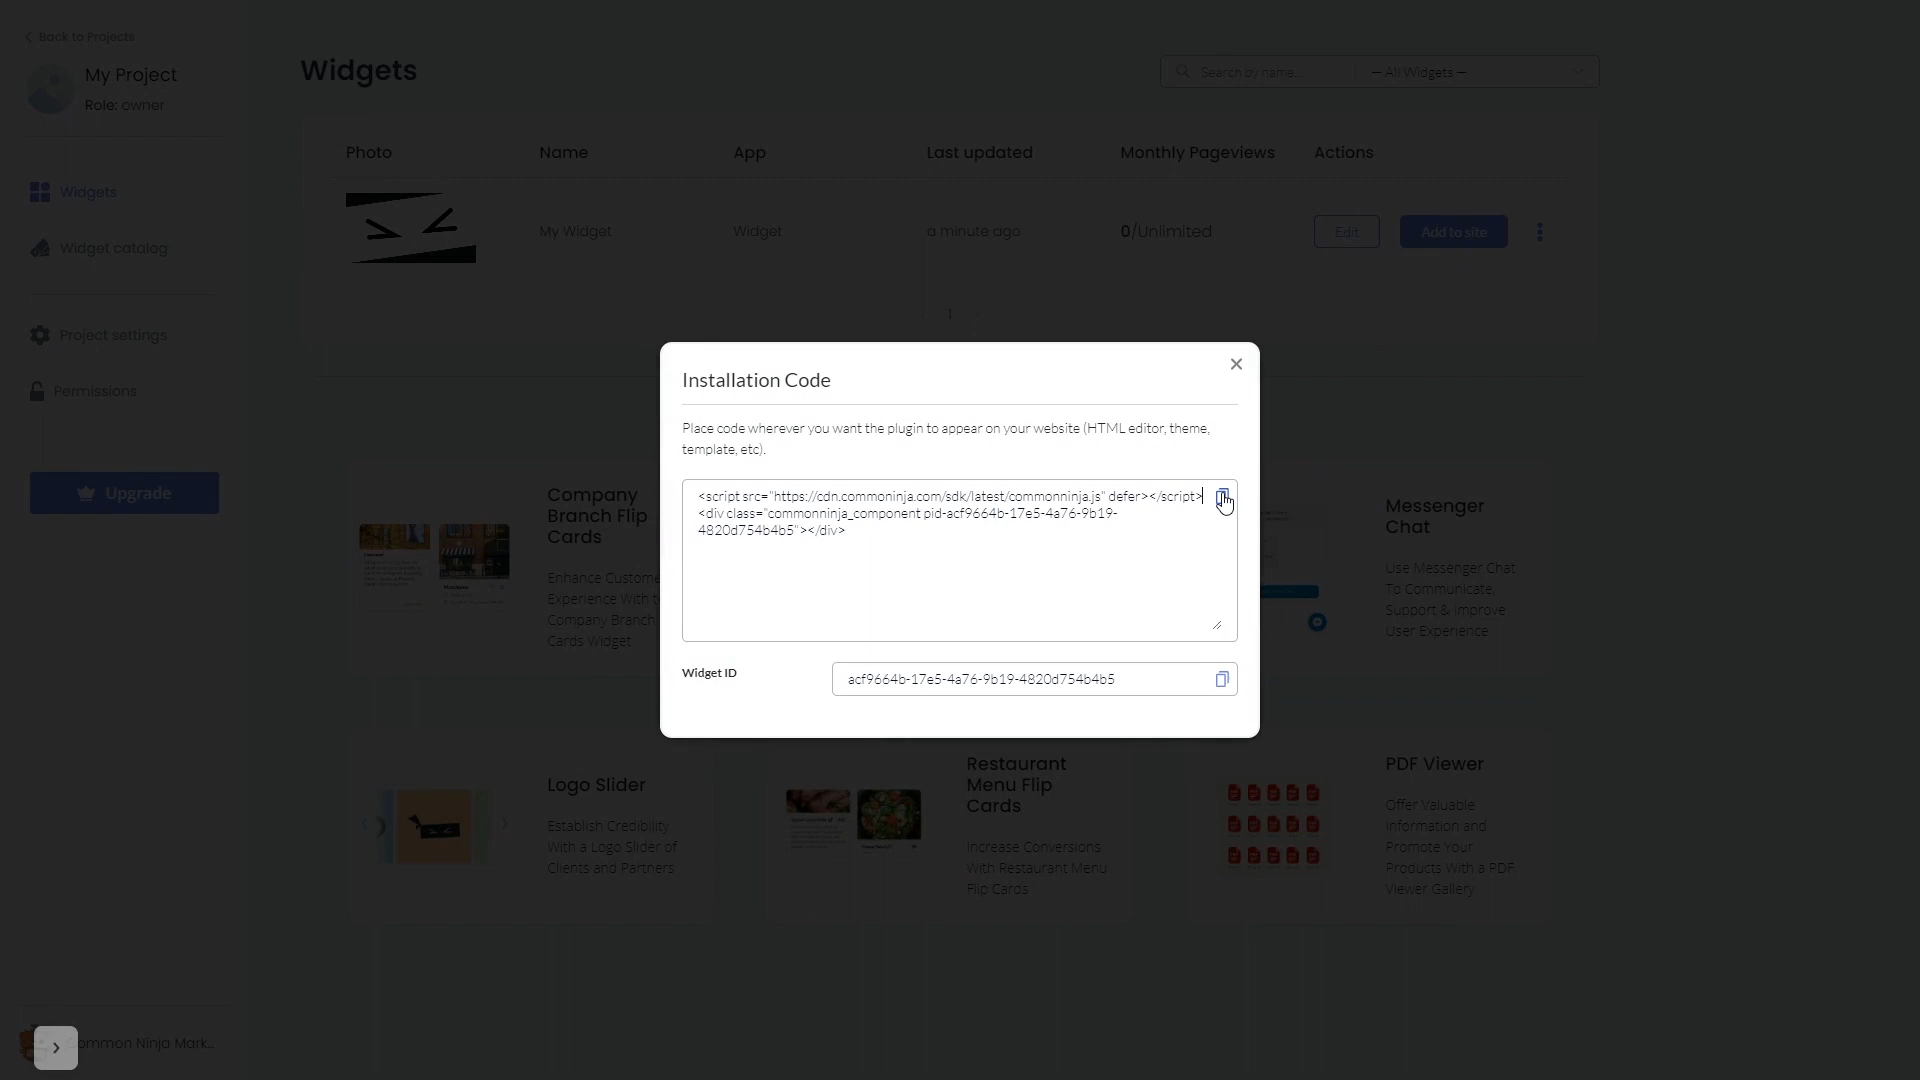 Back to Projects
My Project
Role: owner
Widgets
Widget catalog
Project settings
Permissions
Upgrade
Widgets
Search by name...
— All Widgets —
Photo
Name
App
Last updated
Monthly Pageviews
Actions
My Widget
Widget
a minute ago
0/Unlimited
Edit
Add to site
1
Installation Code
Place code wherever you want the plugin to appear on your website (HTML editor, theme,
template, etc).
<script src="https://cdn.commoninja.com/sdk/latest/commonninja.js" defer></script>
<div class="commonninja_component pid-acf9664b-17e5-4a76-9b19-
4820d754b4b5"></div>
Widget ID
acf9664b-17e5-4a76-9b19-4820d754b4b5
Company
Branch Flip
Cards
Enhance Custome
Experience With
Company Branch
Cards Widget
Messenger
Chat
Use Messenger Chat
To Communicate,
Support & Improve
User Experience
Logo Slider
Establish Credibility
With a Logo Slider of
Clients and Partners
Restaurant
Menu Flip
Cards
Increase Conversions
With Restaurant Menu
Flip Cards
PDF Viewer
Offer Valuable
Information and
Promote Your
Products With a PDF
Viewer Gallery
ommon Ninja Mark...